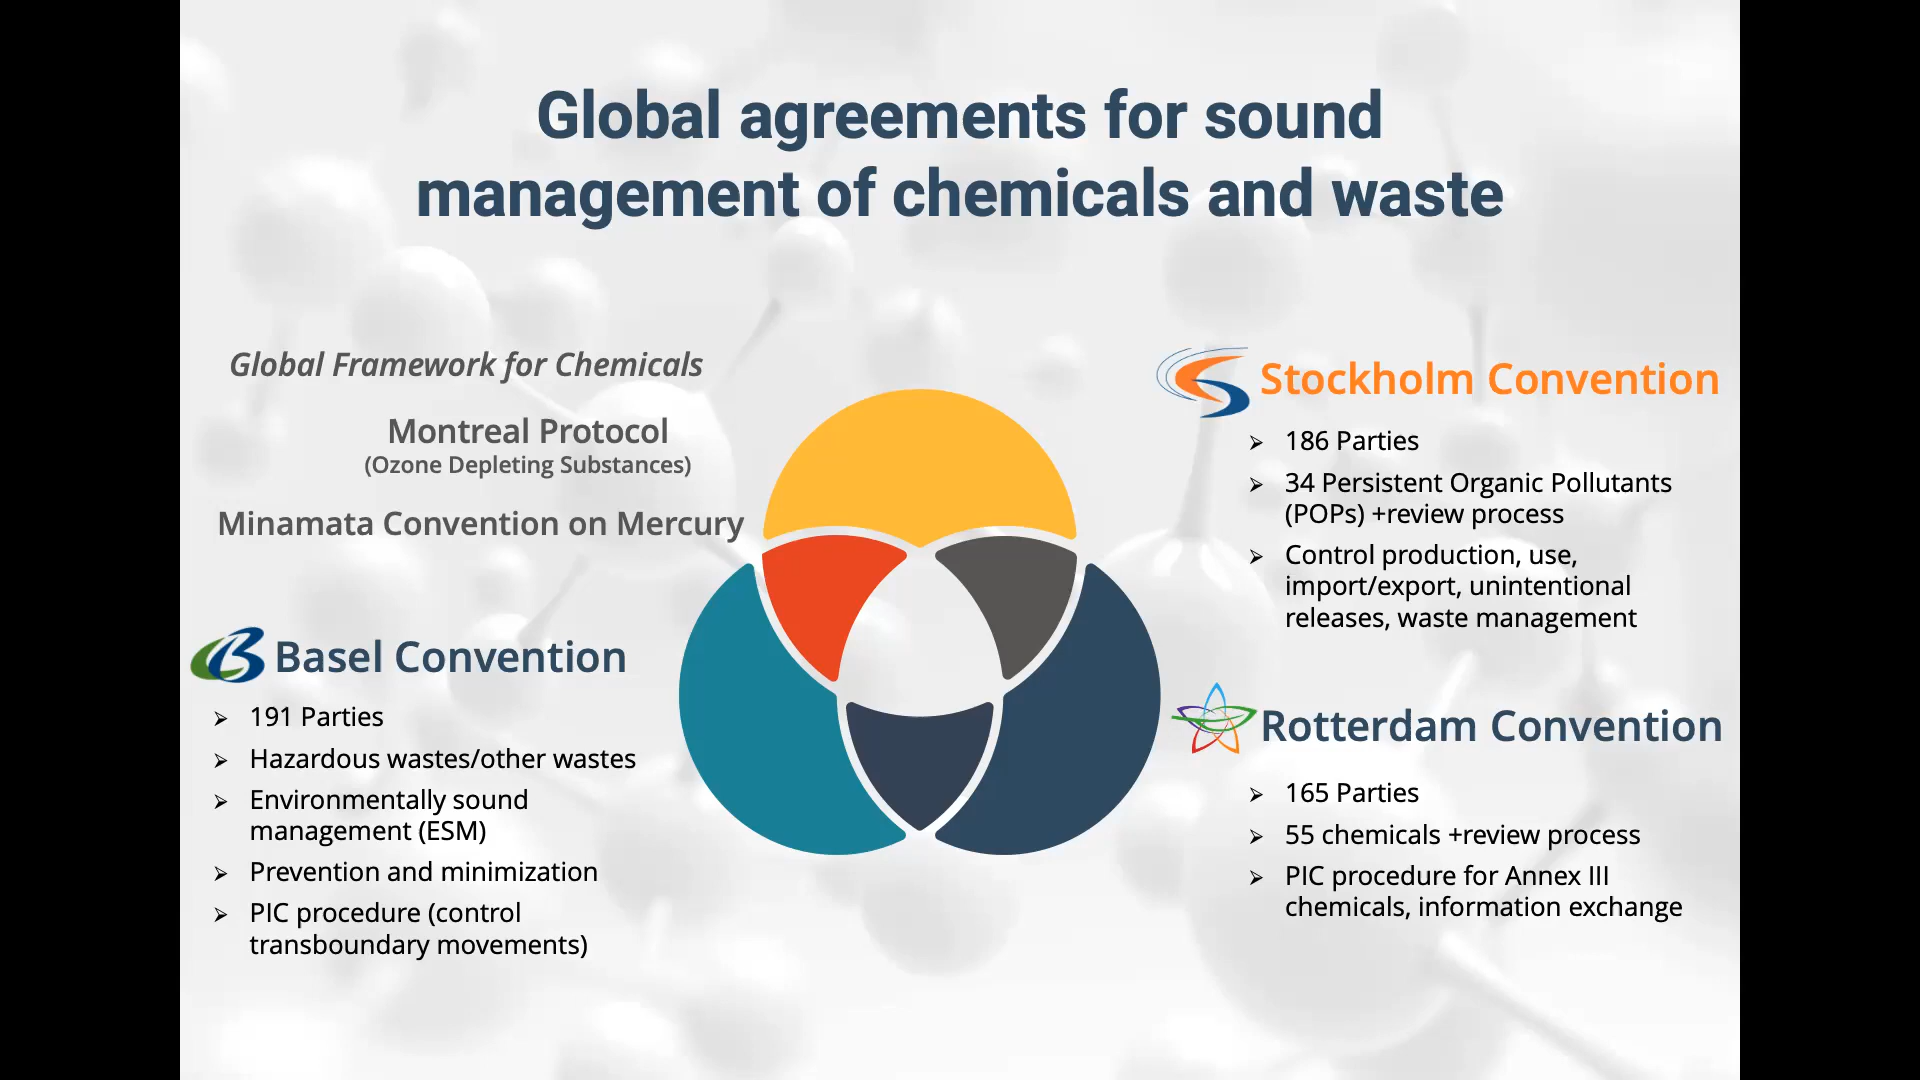 Global agreements for sound
management of chemicals and waste
Global Framework for Chemicals
Montreal Protocol
(Ozone Depleting Substances)
Minamata Convention on Mercury
Basel Convention
➢ 191 Parties
➢ Hazardous wastes/other wastes
➢ Environmentally sound
management (ESM)
➢ Prevention and minimization
➢ PIC procedure (control
transboundary movements)
Stockholm Convention
➢ 186 Parties
➢ 34 Persistent Organic Pollutants
(POPs) +review process
➢ Control production, use,
import/export, unintentional
releases, waste management
Rotterdam Convention
➢ 165 Parties
➢ 55 chemicals +review process
➢ PIC procedure for Annex III
chemicals, information exchange